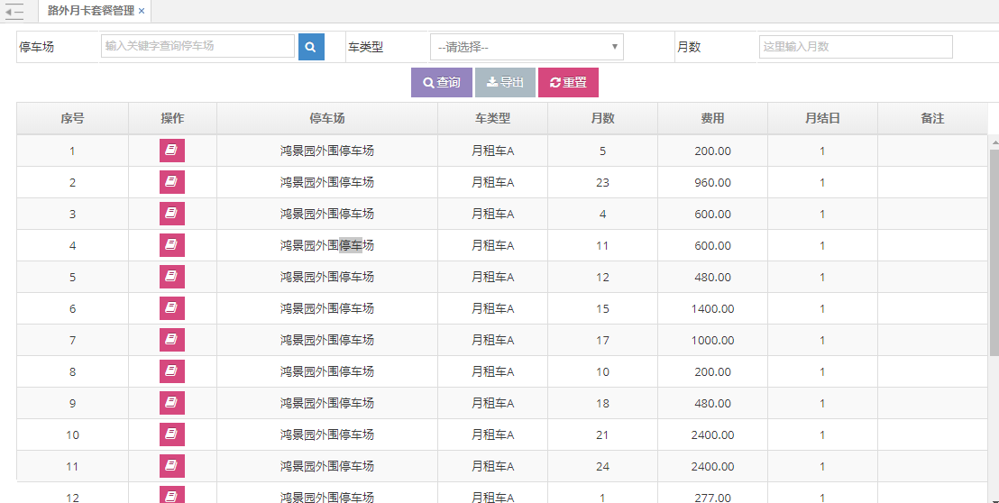 路外月卡套餐管理 ×
停车场 输入关键字查询停车场 车类型 --请选择-- 月数 这里输入月数
查询 导出 重置
序号 操作 停车场 车类型 月数 费用 月结日 备注
1 鸿景园外围停车场 月租车A 5 200.00 1
2 鸿景园外围停车场 月租车A 23 960.00 1
3 鸿景园外围停车场 月租车A 4 600.00 1
4 鸿景园外围停车场 月租车A 11 600.00 1
5 鸿景园外围停车场 月租车A 12 480.00 1
6 鸿景园外围停车场 月租车A 15 1400.00 1
7 鸿景园外围停车场 月租车A 17 1000.00 1
8 鸿景园外围停车场 月租车A 10 200.00 1
9 鸿景园外围停车场 月租车A 18 480.00 1
10 鸿景园外围停车场 月租车A 21 2400.00 1
11 鸿景园外围停车场 月租车A 24 2400.00 1
12 鸿景园外围停车场 月租车A 1 277.00 1